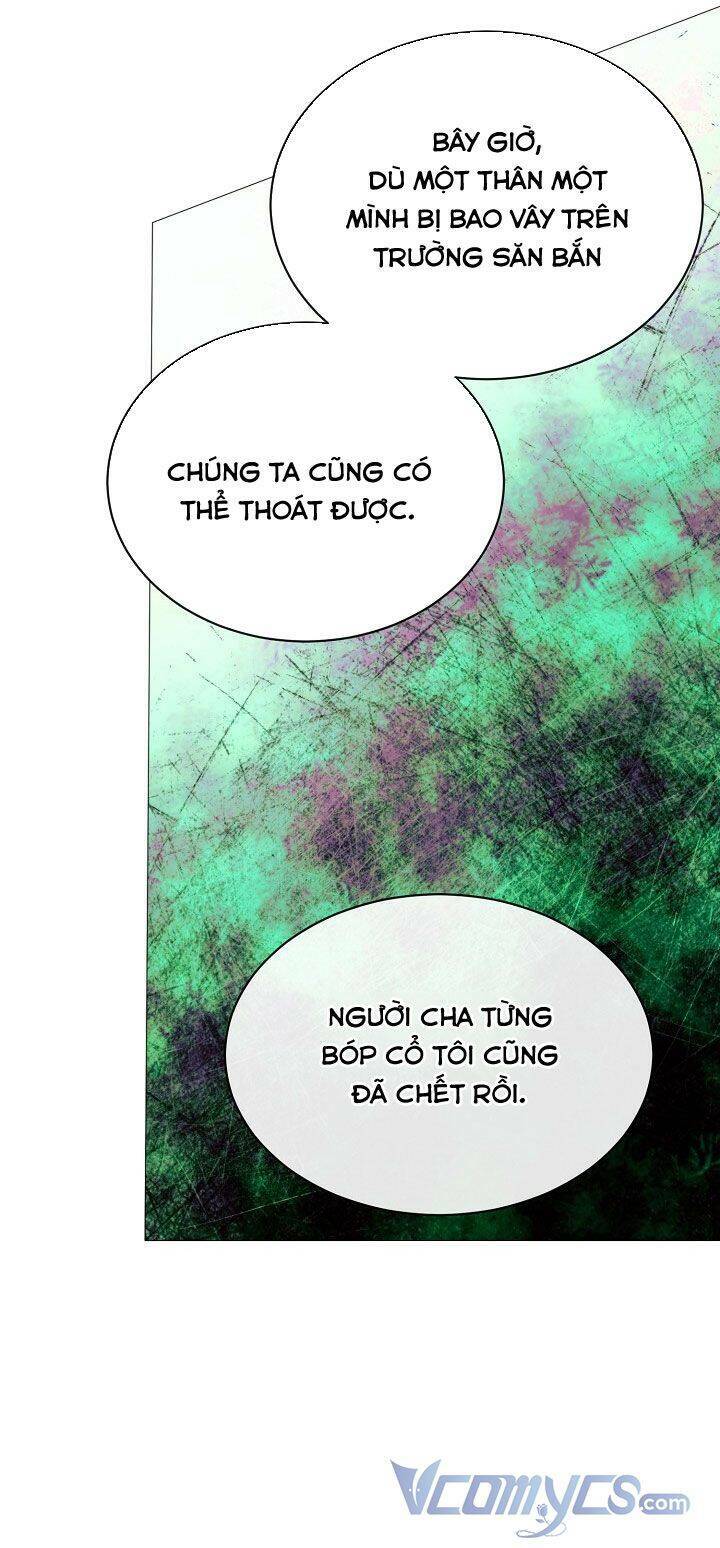 BÂY GIỜ,
DÙ MỘT THÂN MỘT
MÌNH BỊ BAO VÂY TRÊN
TRƯỜNG SĂN BẮN
CHÚNG TA CŨNG CÓ
THỂ THOÁT ĐƯỢC.
NGƯỜI CHA TỪNG
BÓP CỔ TÔI CŨNG
ĐÃ CHẾT RỒI.
VCOMYCS.com